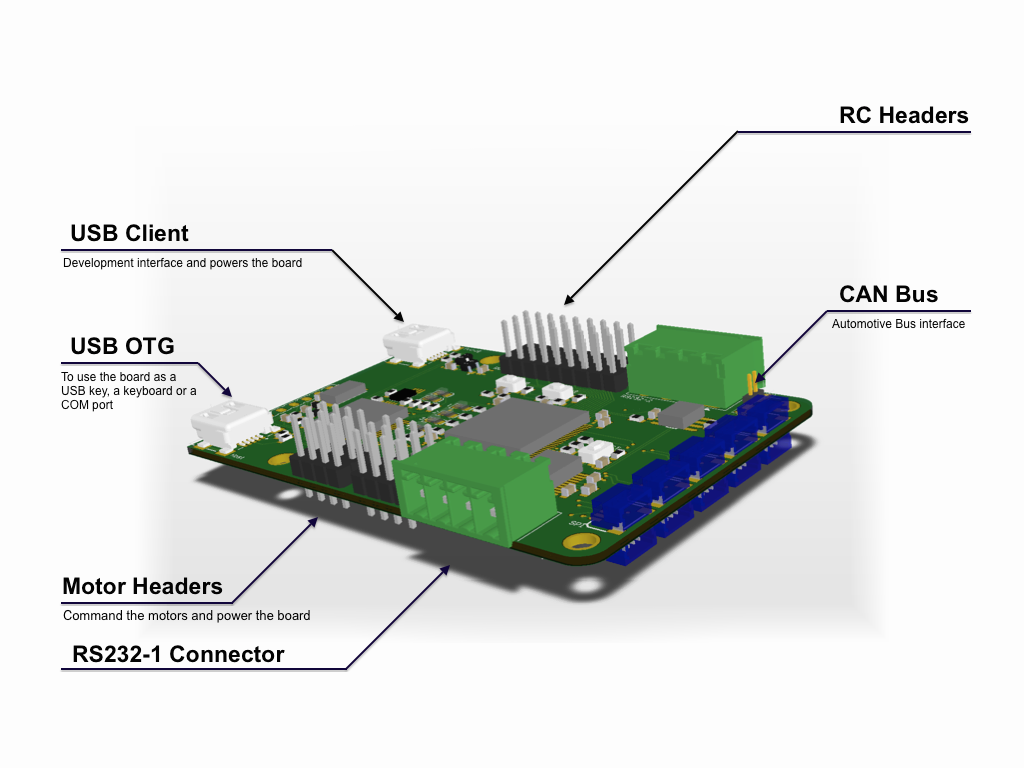 RC Headers
USB Client
Development interface and powers the board
CAN Bus
Automotive Bus interface
USB OTG
To use the board as a
USB key, a keyboard or a
COM port
Motor Headers
Command the motors and power the board
RS232-1 Connector